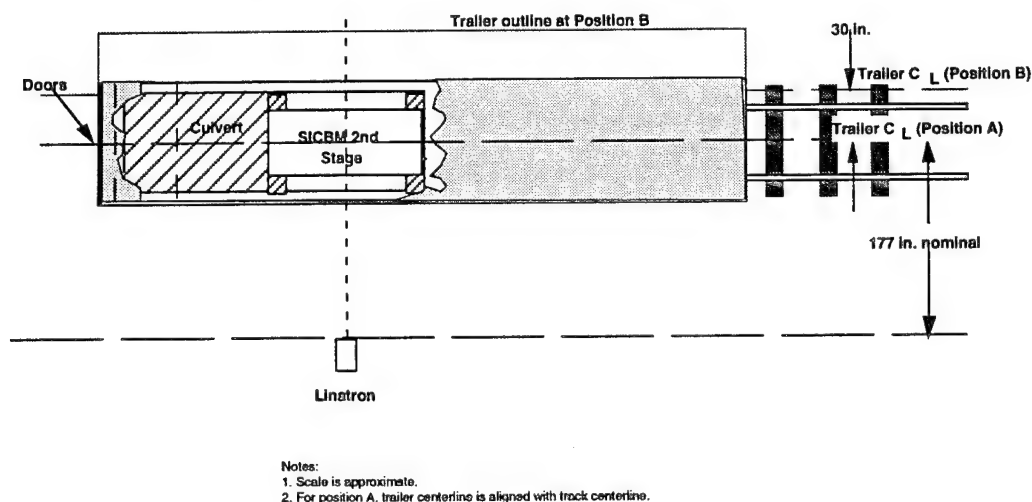 Trailer outline at Position B
30 in.
Doors
Trailer C L (Position B)
Culvert
SICBM 2nd
Stage
Trailer C L (Position A)
177 in. nominal
Linatron
Notes:
1. Scale is approximate.
2. For position A, trailer centerline is aligned with track centerline.